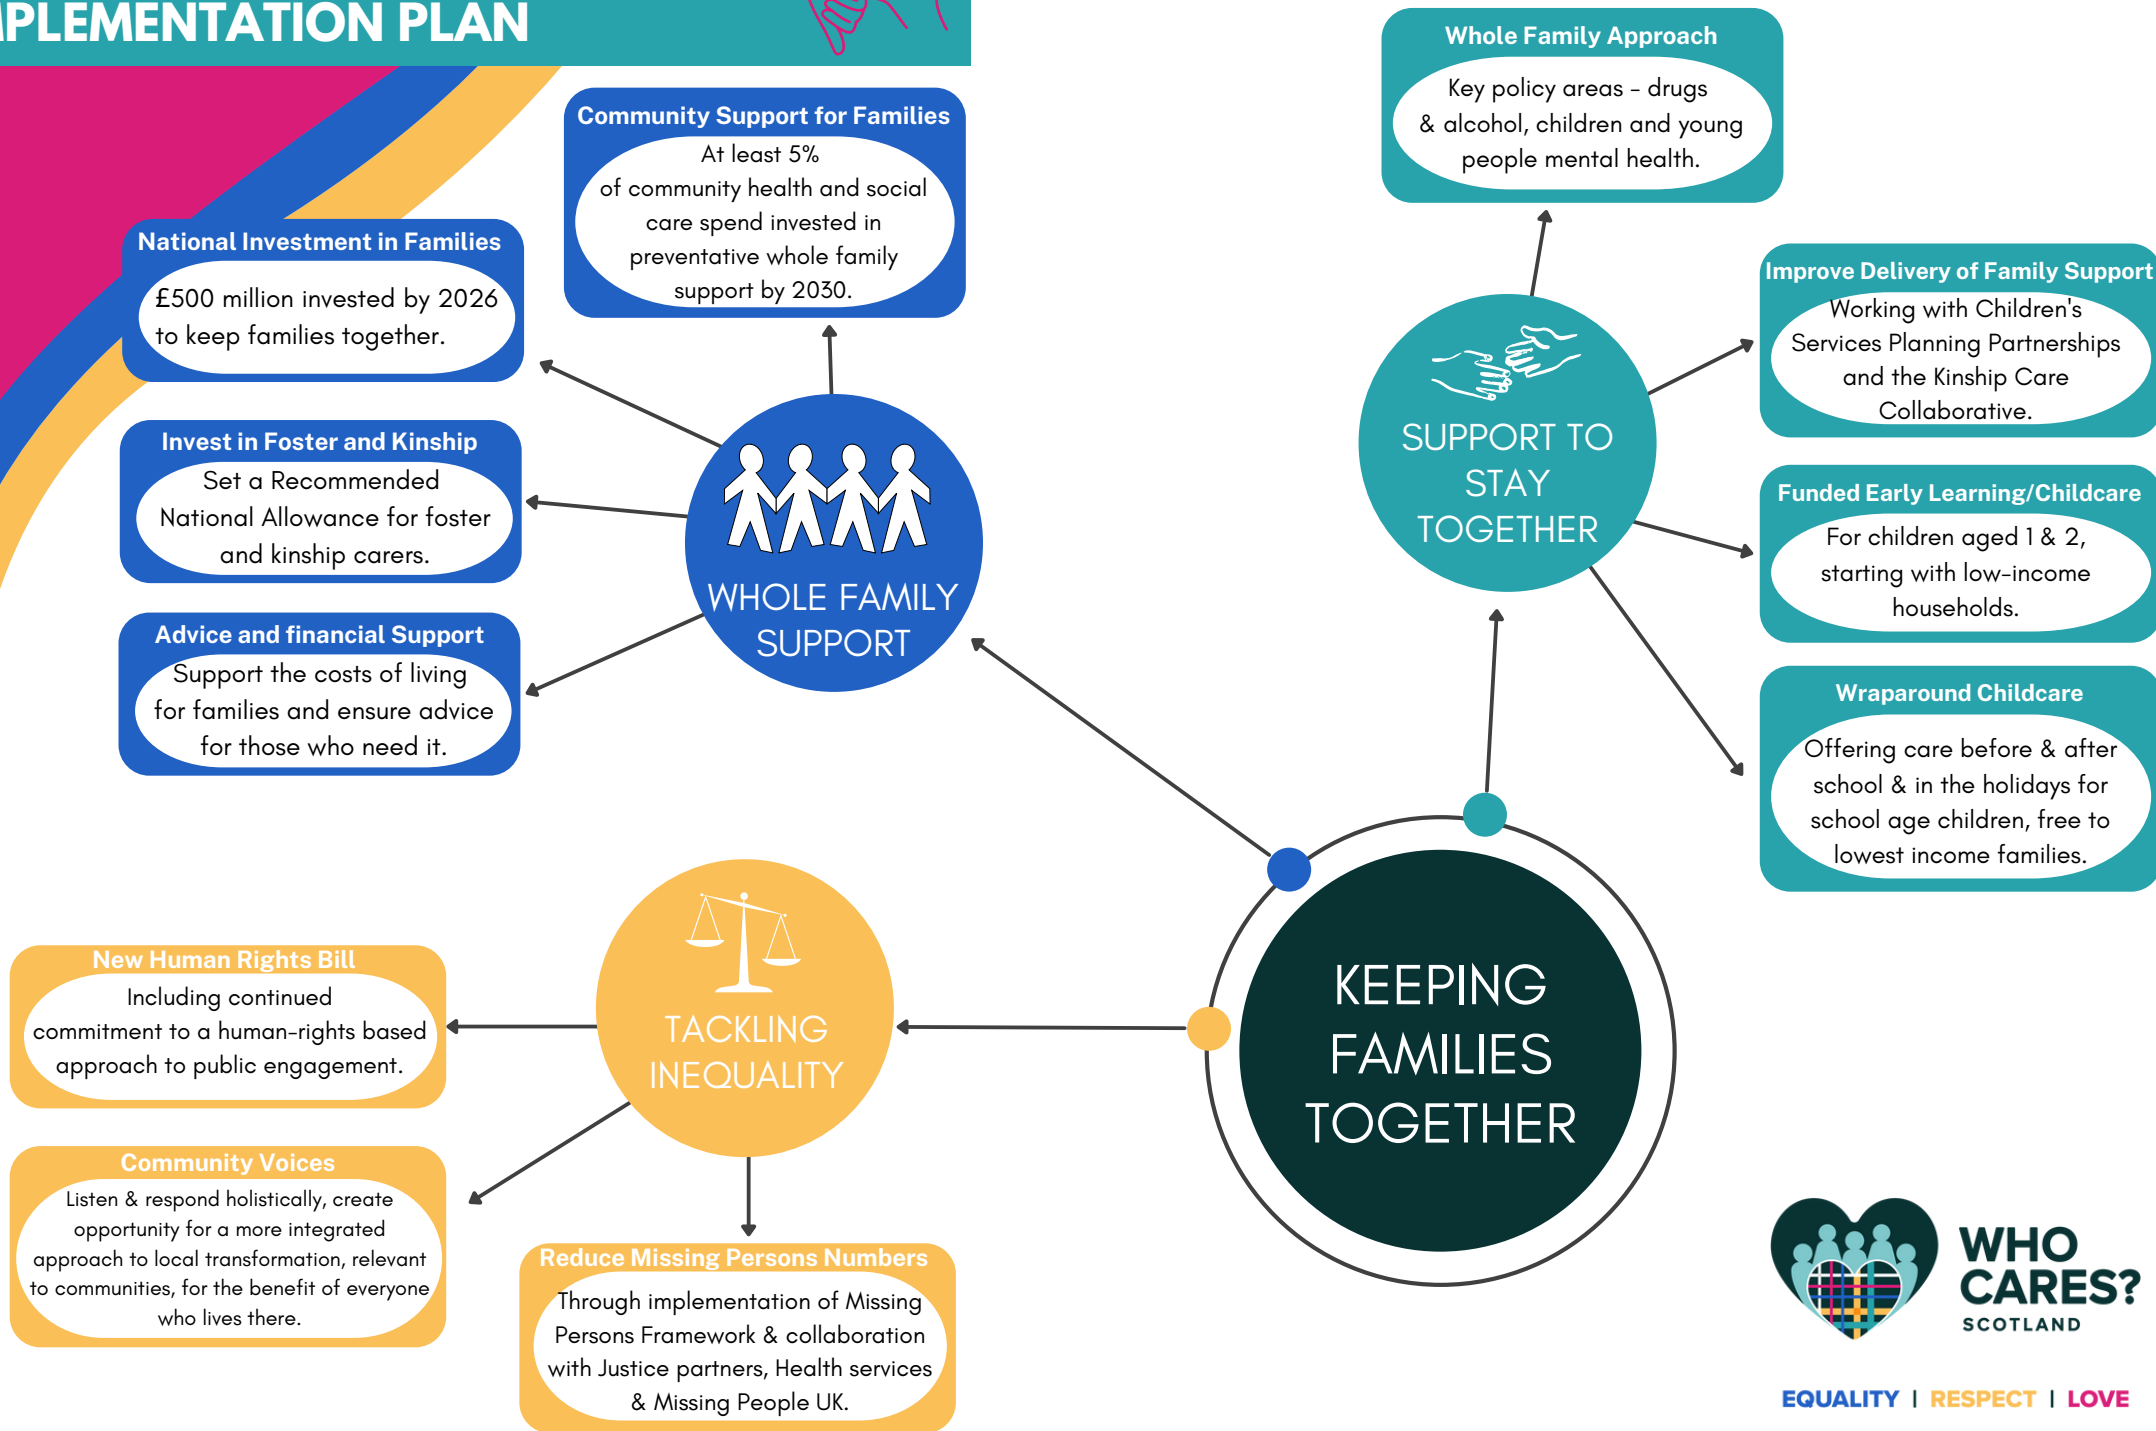 MPLEMENTATION PLAN
Community Support for Families
At least 5%
of community health and social
care spend invested in
preventative whole family
support by 2030.
National Investment in Families
£500 million invested by 2026
to keep families together.
Invest in Foster and Kinship
Set a Recommended
National Allowance for foster
and kinship carers.
Advice and financial Support
Support the costs of living
for families and ensure advice
for those who need it.
WHOLE FAMILY
SUPPORT
Whole Family Approach
Key policy areas - drugs
& alcohol, children and young
people mental health.
Improve Delivery of Family Support
Working with Children's
Services Planning Partnerships
and the Kinship Care
Collaborative.
Funded Early Learning/Childcare
For children aged 1 & 2,
starting with low-income
households.
Wraparound Childcare
Offering care before & after
school & in the holidays for
school age children, free to
lowest income families.
SUPPORT TO
STAY
TOGETHER
TACKLING
INEQUALITY
New Human Rights Bill
Including continued
commitment to a human-rights based
approach to public engagement.
Community Voices
Listen & respond holistically, create
opportunity for a more integrated
approach to local transformation, relevant
to communities, for the benefit of everyone
who lives there.
Reduce Missing Persons Numbers
Through implementation of Missing
Persons Framework & collaboration
with Justice partners, Health services
& Missing People UK.
KEEPING
FAMILIES
TOGETHER
WHO
CARES?
SCOTLAND
EQUALITY | RESPECT | LOVE